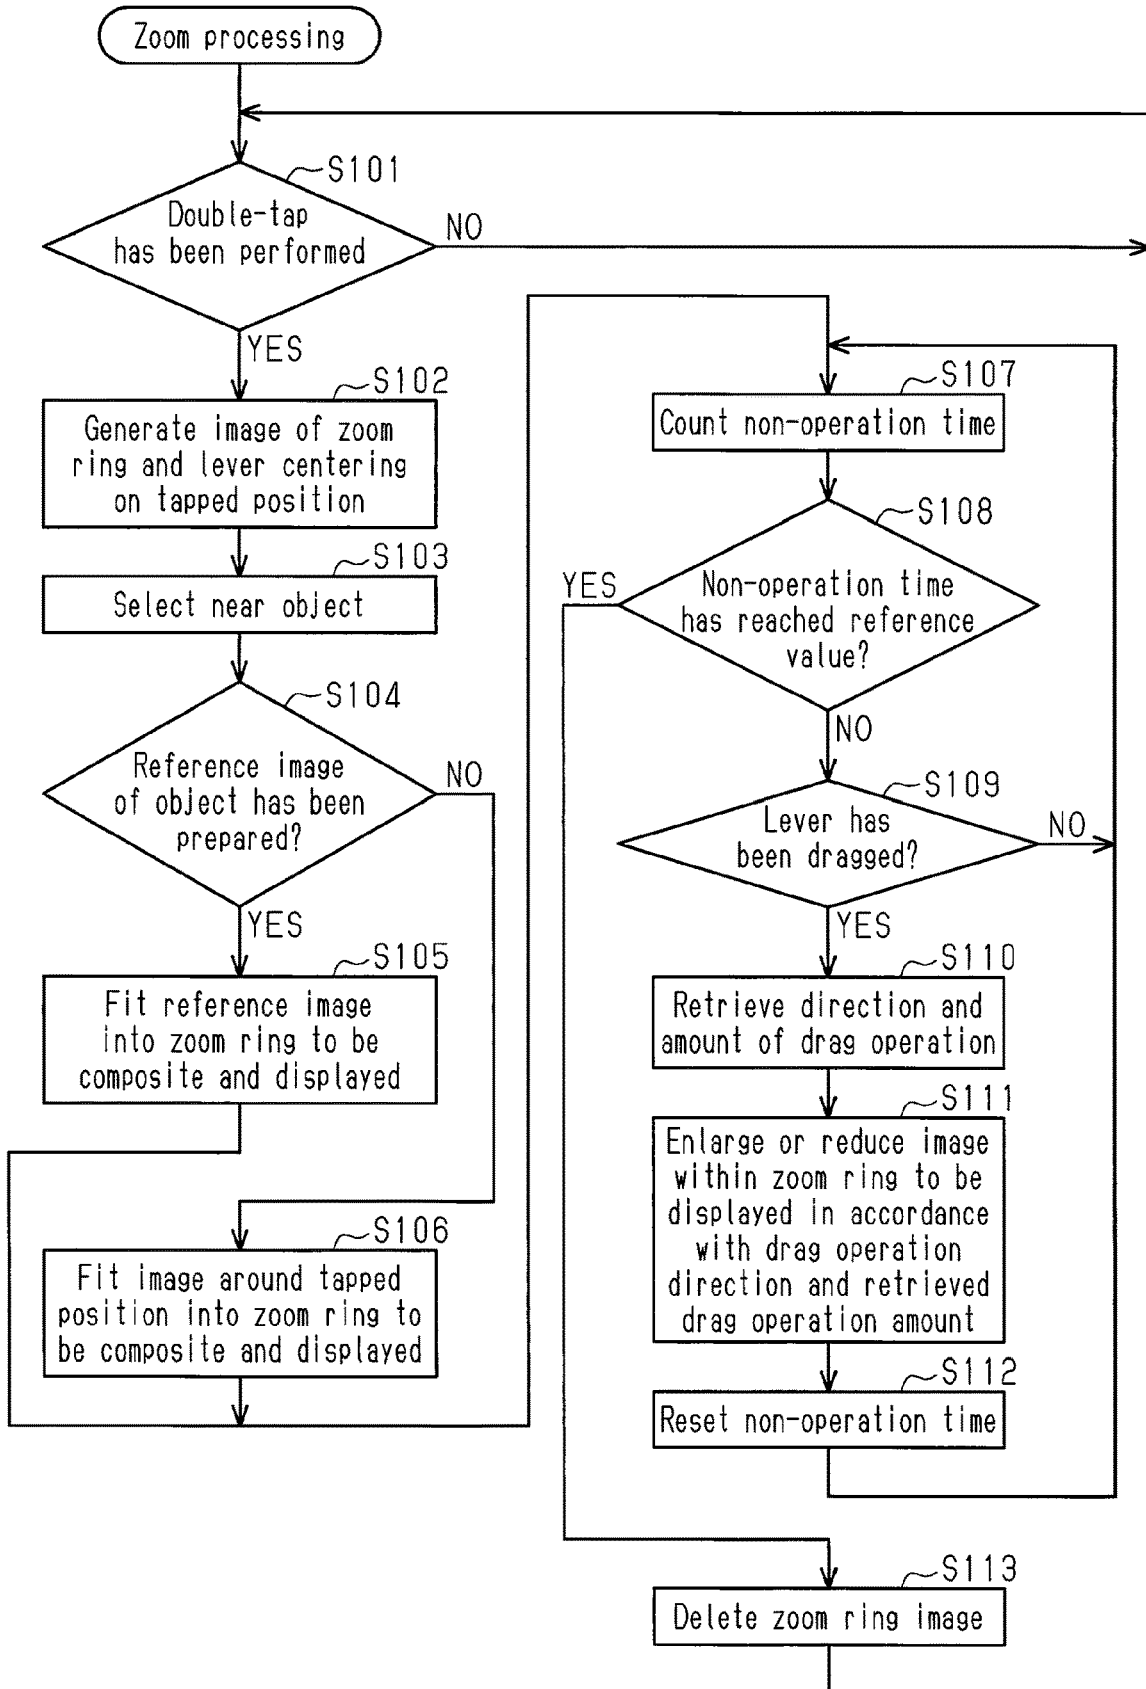 Zoom processing
S101
Double-tap
has been performed
NO
YES
S102
Generate image of zoom
ring and lever centering
on tapped position
S103
Select near object
S104
Reference image
of object has been
prepared?
NO
YES
S105
Fit reference image
into zoom ring to be
composite and displayed
S106
Fit image around tapped
position into zoom ring to
be composite and displayed
S107
Count non-operation time
S108
YES
Non-operation time
has reached reference
value?
NO
S109
Lever has
been dragged?
NO
YES
S110
Retrieve direction and
amount of drag operation
S111
Enlarge or reduce image
within zoom ring to be
displayed in accordance
with drag operation
direction and retrieved
drag operation amount
S112
Reset non-operation time
S113
Delete zoom ring image